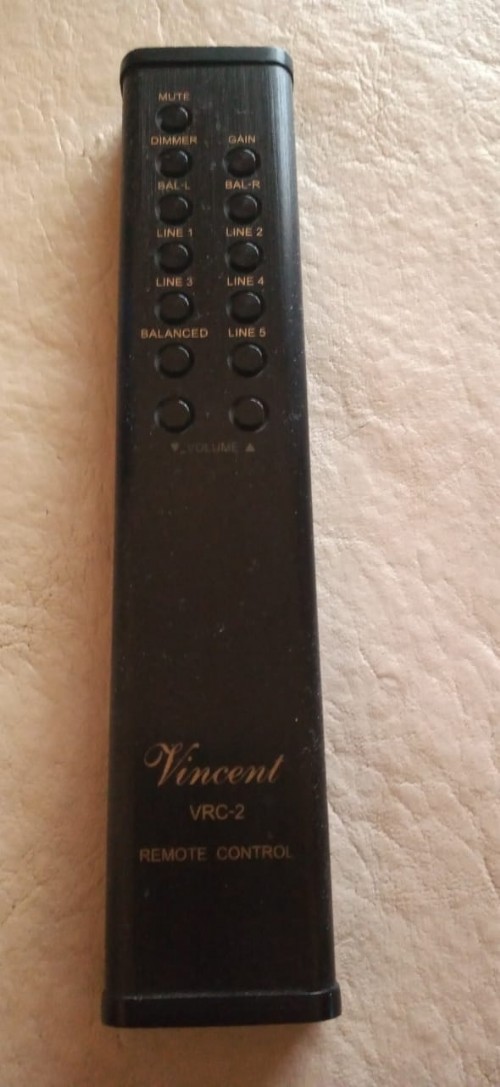 MUTE
DIMMER GAIN
BAL-L BAL-R
LINE 1 LINE 2
LINE 3 LINE 4
BALANCED LINE 5
▼ VOLUME ▲
Vincent
VRC-2
REMOTE CONTROL